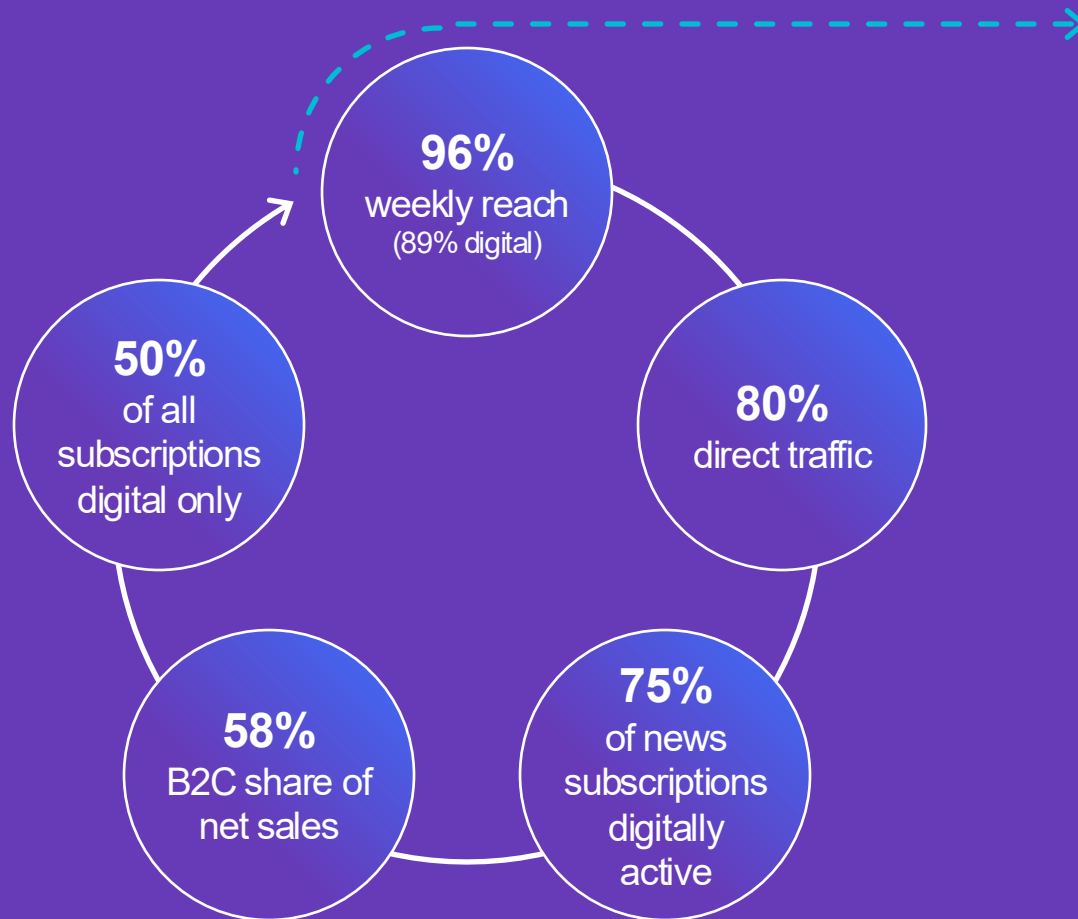 96%
weekly reach
(89% digital)
80%
direct traffic
75%
of news
subscriptions
digitally
active
58%
B2C share of
net sales
50%
of all
subscriptions
digital only